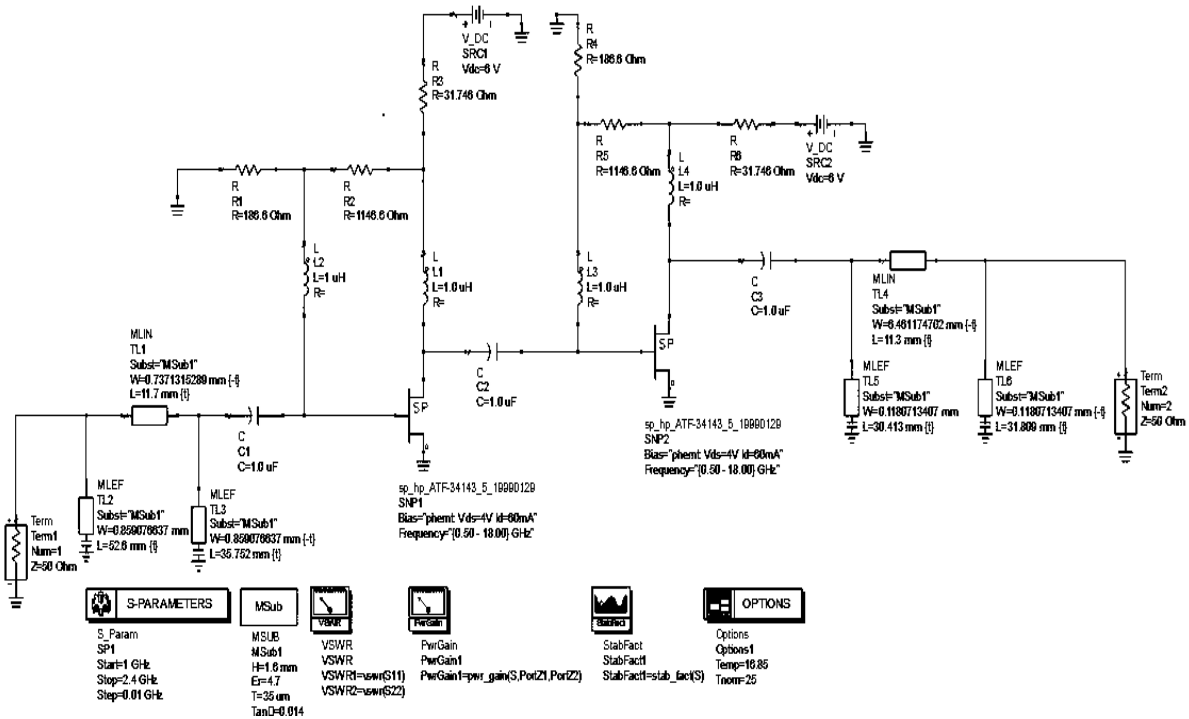 V_DC
SRC1
Vdc=6 V
R
R3
R=31.746 Ohm
R
R4
R=186.6 Ohm
R
R1
R=186.6 Ohm
R
R2
R=1146.6 Ohm
R
R5
R=1146.6 Ohm
R
R6
R=31.746 Ohm
V_DC
SRC2
Vdc=6 V
L
L4
L=1.0 uH
R=
L
L2
L=1 uH
R=
L
L1
L=1.0 uH
R=
L
L3
L=1.0 uH
R=
MLIN
TL1
Subst="MSub1"
W=0.7371315289 mm {-t}
L=11.7 mm {t}
C
C1
C=1.0 uF
SP
C
C2
C=1.0 uF
SP
C
C3
C=1.0 uF
MLIN
TL4
Subst="MSub1"
W=6.461174702 mm {-t}
L=11.3 mm {t}
MLEF
TL5
Subst="MSub1"
W=0.1180713407 mm
L=30.413 mm {t}
MLEF
TL6
Subst="MSub1"
W=0.1180713407 mm {-t}
L=31.809 mm {t}
Term
Term2
Num=2
Z=50 Ohm
sp_hp_ATF-34143_5_19990129
SNP2
Bias="phemt: Vds=4V Id=60mA"
Frequency="{0.50 - 18.00} GHz"
sp_hp_ATF-34143_5_19990129
SNP1
Bias="phemt: Vds=4V Id=60mA"
Frequency="{0.50 - 18.00} GHz"
Term
Term1
Num=1
Z=50 Ohm
MLEF
TL2
Subst="MSub1"
W=0.859076637 mm
L=52.6 mm {t}
MLEF
TL3
Subst="MSub1"
W=0.859076637 mm {-t}
L=35.752 mm {t}
S-PARAMETERS
S_Param
SP1
Start=1 GHz
Stop=2.4 GHz
Step=0.01 GHz
MSub
MSUB
MSub1
H=1.6 mm
Er=4.7
T=35 um
TanD=0.014
VSWR
VSWR
VSWR
VSWR1=vswr(S11)
VSWR2=vswr(S22)
PwrGain
PwrGain
PwrGain1
PwrGain1=pwr_gain(S,PortZ1,PortZ2)
StabFact
StabFact
StabFact1
StabFact1=stab_fact(S)
OPTIONS
Options
Options1
Temp=16.85
Tnom=25